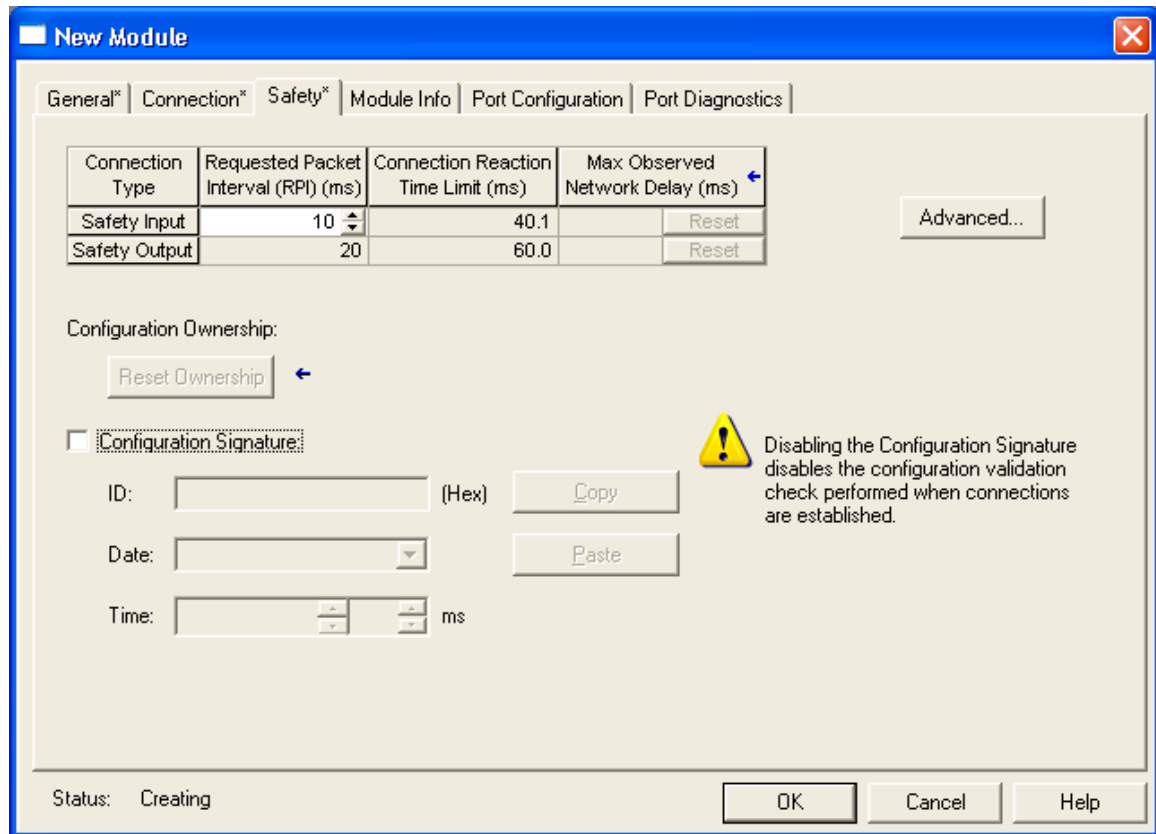 New Module
General* Connection* Safety* Module Info Port Configuration Port Diagnostics
Connection Type Requested Packet Interval (RPI) (ms) Connection Reaction Time Limit (ms) Max Observed Network Delay (ms)
Safety Input 10 40.1 Reset
Safety Output 20 60.0 Reset
Advanced...
Configuration Ownership:
Reset Ownership
Configuration Signature:
ID: (Hex) Copy
Date: Paste
Time: ms
Disabling the Configuration Signature
disables the configuration validation
check performed when connections
are established.
Status: Creating OK Cancel Help